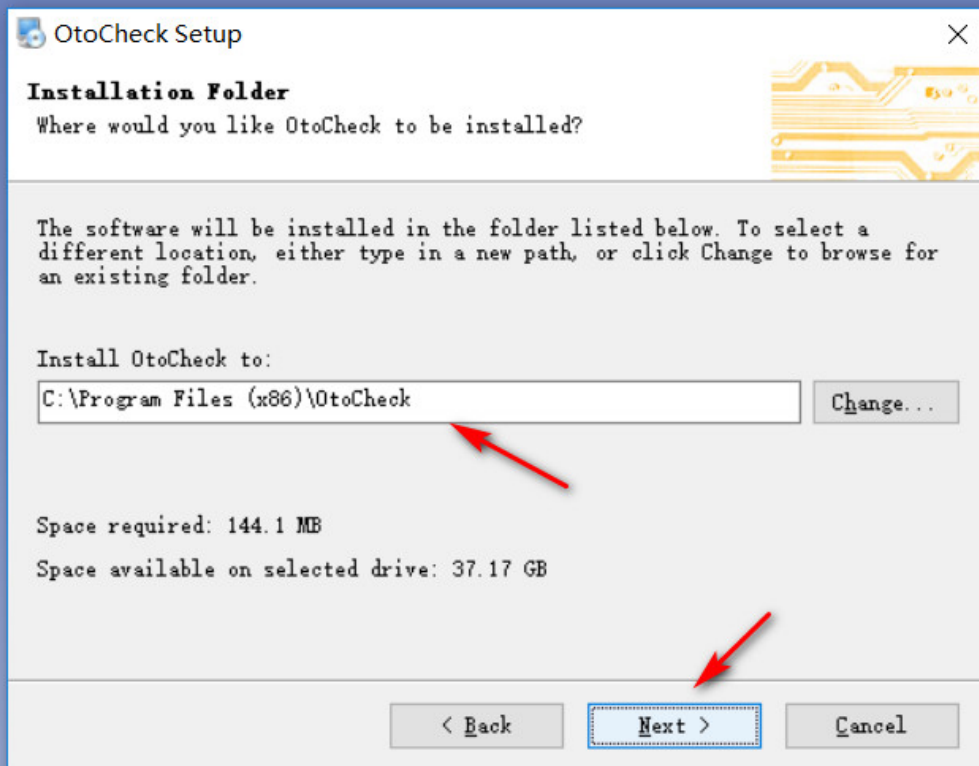 OtoCheck Setup
Installation Folder
Where would you like OtoCheck to be installed?
The software will be installed in the folder listed below. To select a
different location, either type in a new path, or click Change to browse for
an existing folder.
Install OtoCheck to:
C:\Program Files (x86)\OtoCheck
Change...
Space required: 144.1 MB
Space available on selected drive: 37.17 GB
< Back
Next >
Cancel